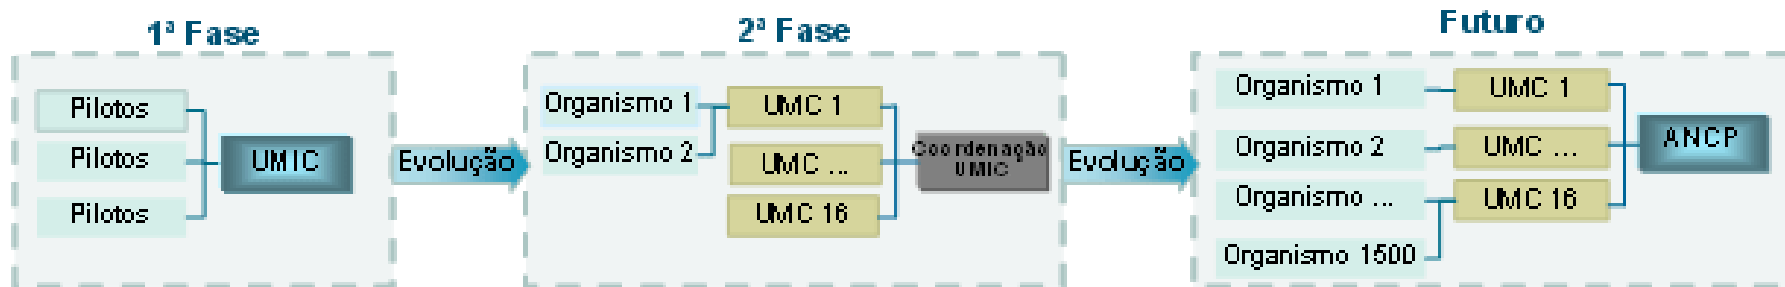 1ª Fase
Pilotos
Pilotos
Pilotos
UMIC
Evolução
2ª Fase
Organismo 1
Organismo 2
UMC 1
UMC ...
UMC 16
Coordenação
UMIC
Evolução
Futuro
Organismo 1
Organismo 2
Organismo ...
Organismo 1500
UMC 1
UMC ...
UMC 16
ANCP